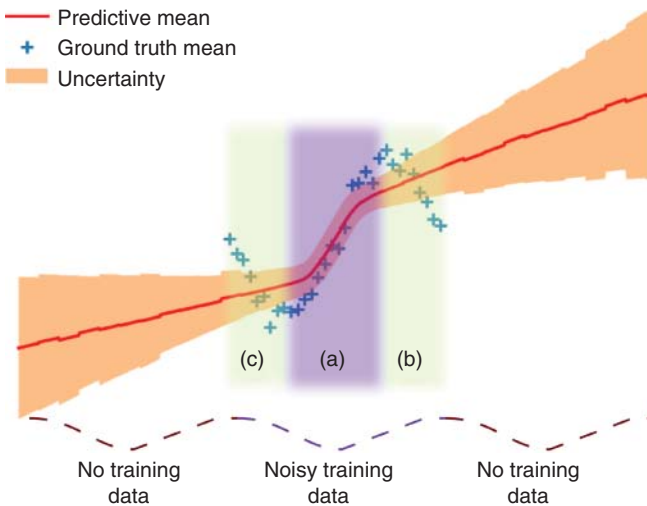 Predictive mean
Ground truth mean
Uncertainty
(c)
(a)
(b)
No training
data
Noisy training
data
No training
data